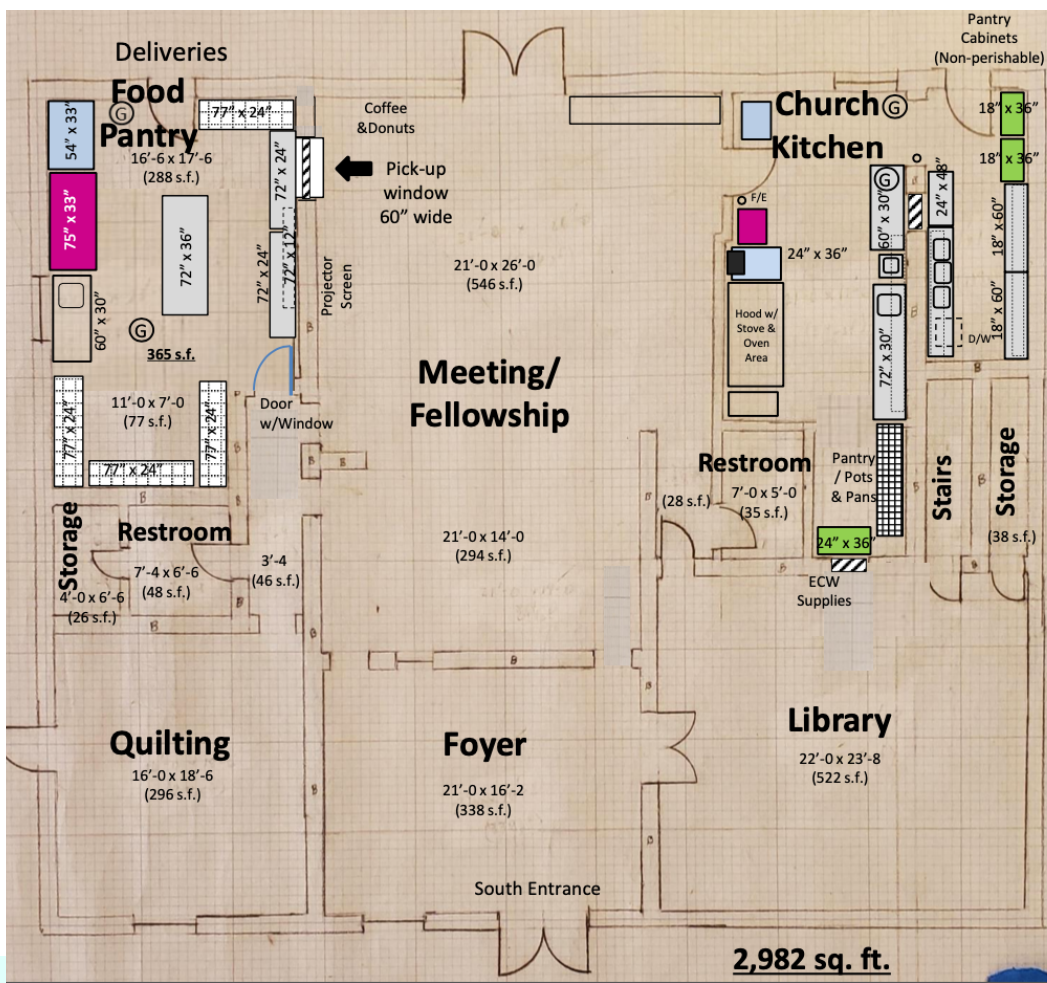 Deliveries
Food
Pantry
16’-6 x 17’-6
(288 s.f.)
G
54” x 33”
75” x 33”
60” x 30”
77” x 24”
72” x 24”
72” x 36”
72” x 24”
72” x 12”
G
365 s.f.
11’-0 x 7’-0
(77 s.f.)
77” x 24”
77” x 24”
77” x 24”
Coffee
&Donuts
Pick-up
window
60” wide
Projector
Screen
Door
w/Window
21’-0 x 26’-0
(546 s.f.)
Meeting/
Fellowship
21’-0 x 14’-0
(294 s.f.)
Pantry
Cabinets
(Non-perishable)
Church
Kitchen
G
F/E
24” x 36”
Hood w/
Stove &
Oven
Area
G
60” x 30”
72” x 30”
24” x 48”
D/W
18” x 36”
18” x 36”
18” x 60”
18” x 60”
Pantry
/ Pots
& Pans
24” x 36”
ECW
Supplies
Restroom
7’-0 x 5’-0
(35 s.f.)
(28 s.f.)
Stairs
Storage
(38 s.f.)
Storage
4’-0 x 6’-6
(26 s.f.)
Restroom
7’-4 x 6’-6
(48 s.f.)
3’-4
(46 s.f.)
Quilting
16’-0 x 18’-6
(296 s.f.)
Foyer
21’-0 x 16’-2
(338 s.f.)
Library
22’-0 x 23’-8
(522 s.f.)
South Entrance
2,982 sq. ft.
B
B
B
B
B
B
B
B
B
B
B
B
B
B